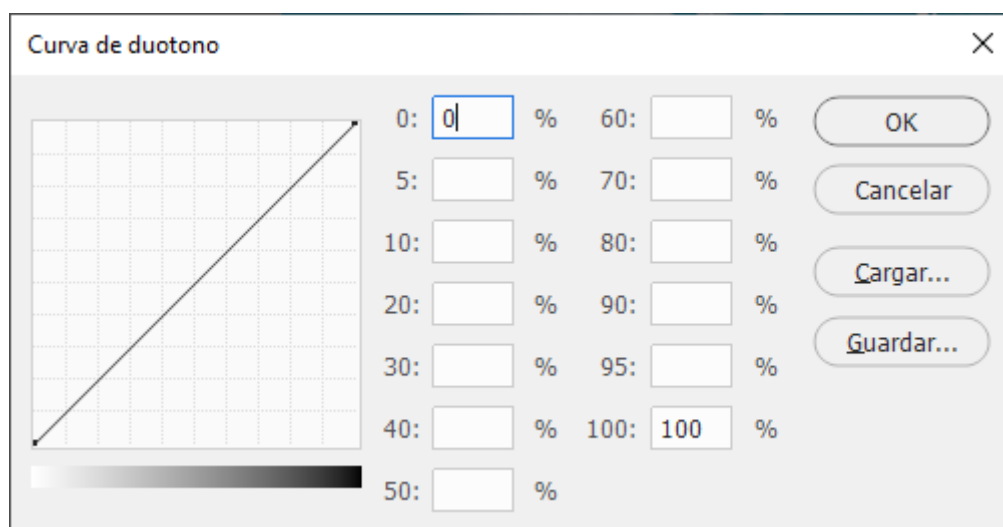 Curva de duotono
0: 0 % 60: % OK
5: % 70: % Cancelar
10: % 80: %
20: % 90: % Cargar...
30: % 95: % Guardar...
40: % 100: 100 %
50: %